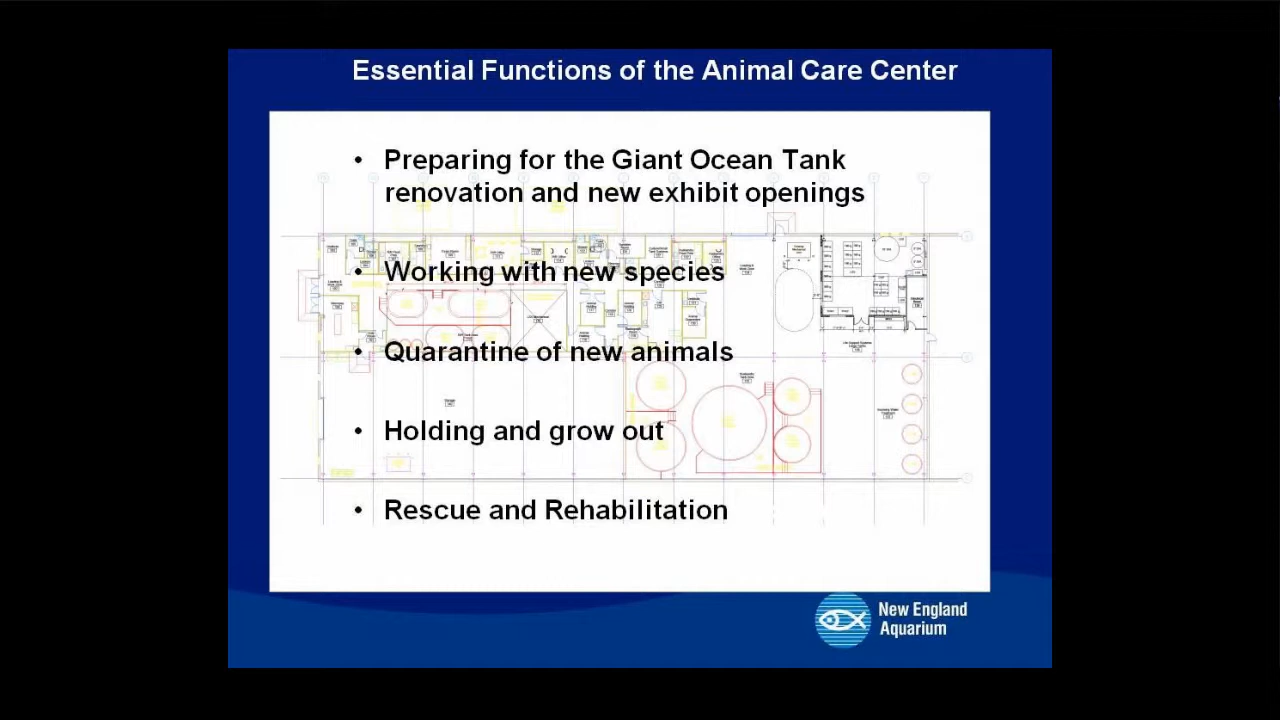 Essential Functions of the Animal Care Center
• Preparing for the Giant Ocean Tank
renovation and new exhibit openings
• Working with new species
• Quarantine of new animals
• Holding and grow out
• Rescue and Rehabilitation
New England
Aquarium